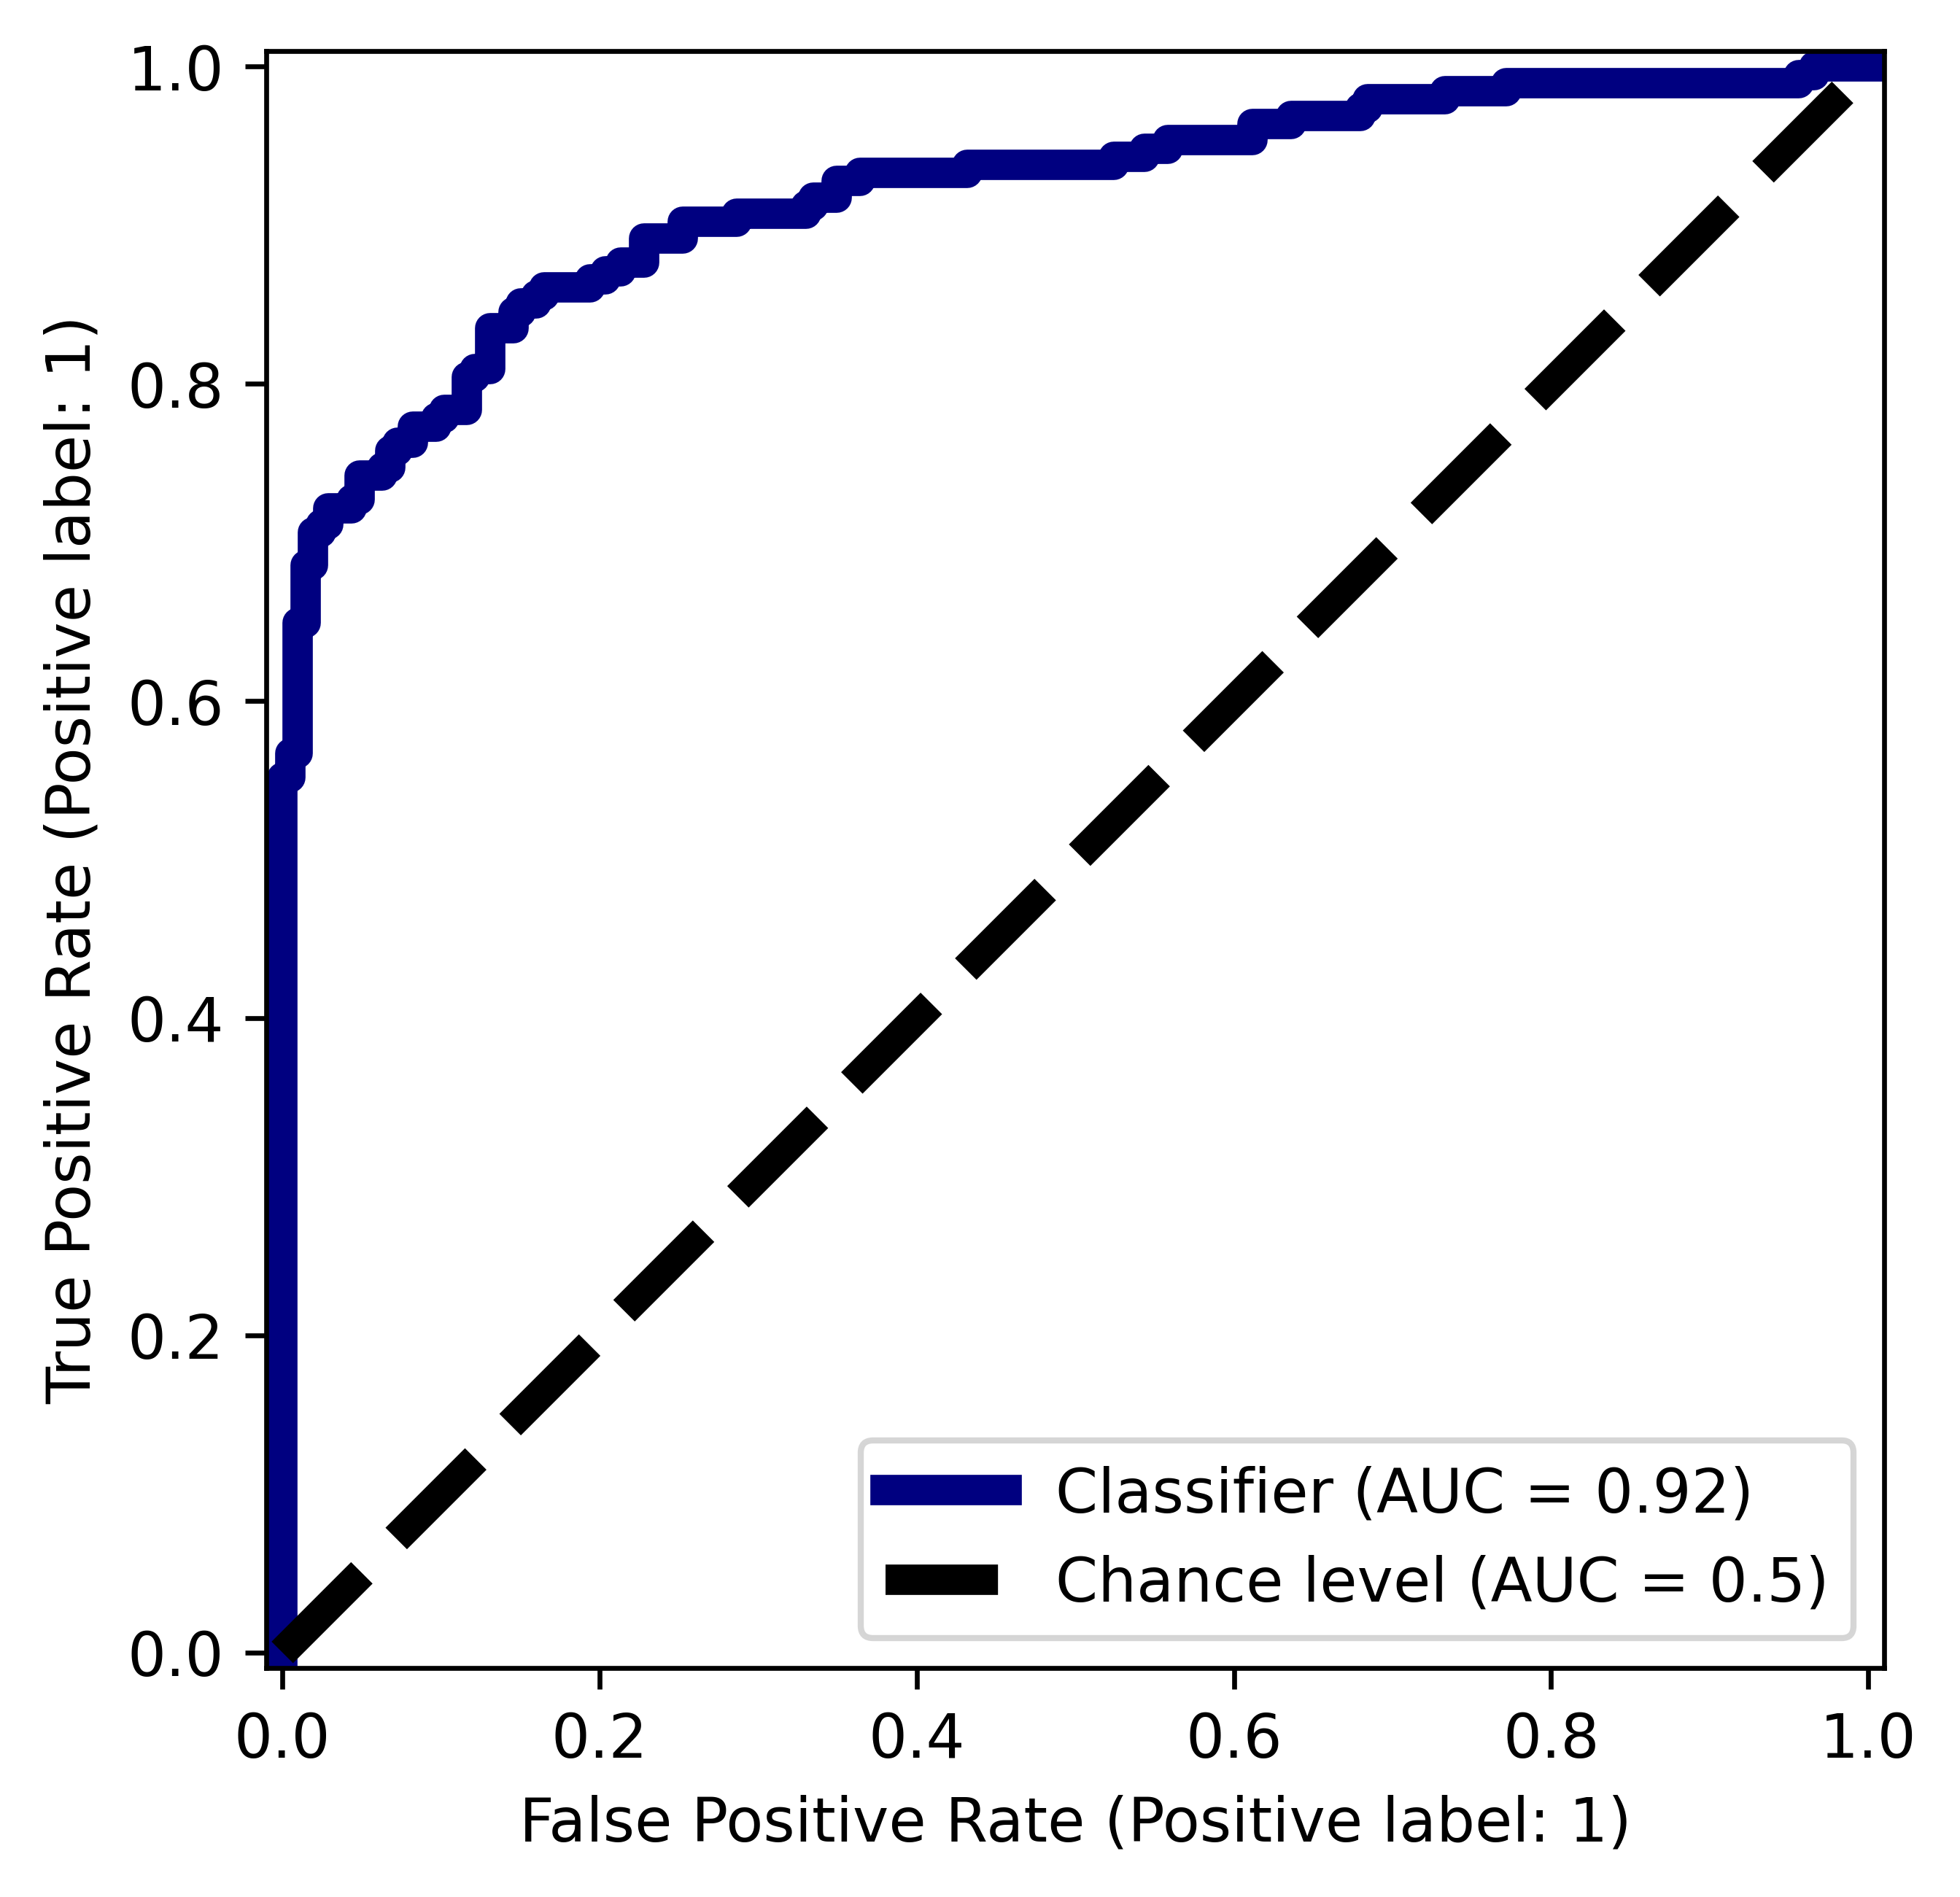 True Positive Rate (Positive label: 1)
1.0
0.8
0.6
0.4
0.2
0.0
Classifier (AUC = 0.92)
Chance level (AUC = 0.5)
0.0 0.2 0.4 0.6 0.8 1.0
False Positive Rate (Positive label: 1)